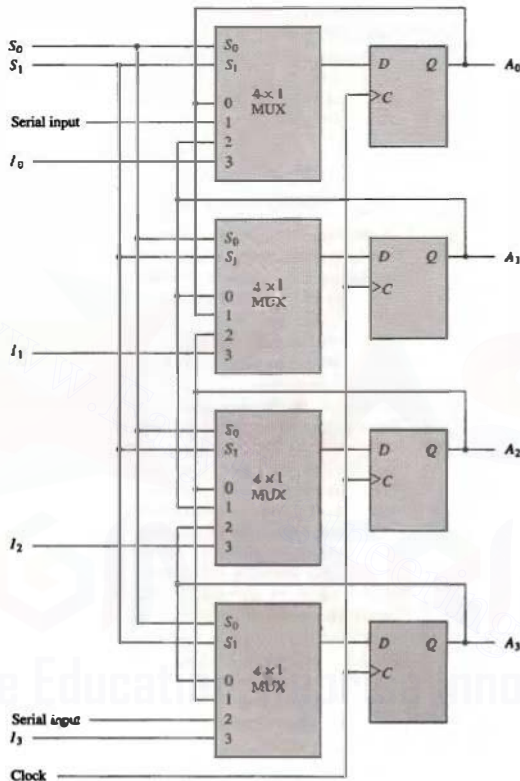 S0 S0
S1 S1 D Q A0
4 × 1
MUX
C
0
Serial input 1
2
I0 3
S0
S1 D Q A1
4 × 1
MUX
C
0
1
2
I1 3
S0
S1 D Q A2
4 × 1
MUX
C
0
1
2
I2 3
S0
S1 D Q A3
4 × 1
MUX
C
0
1
Serial input 2
I3 3
Clock